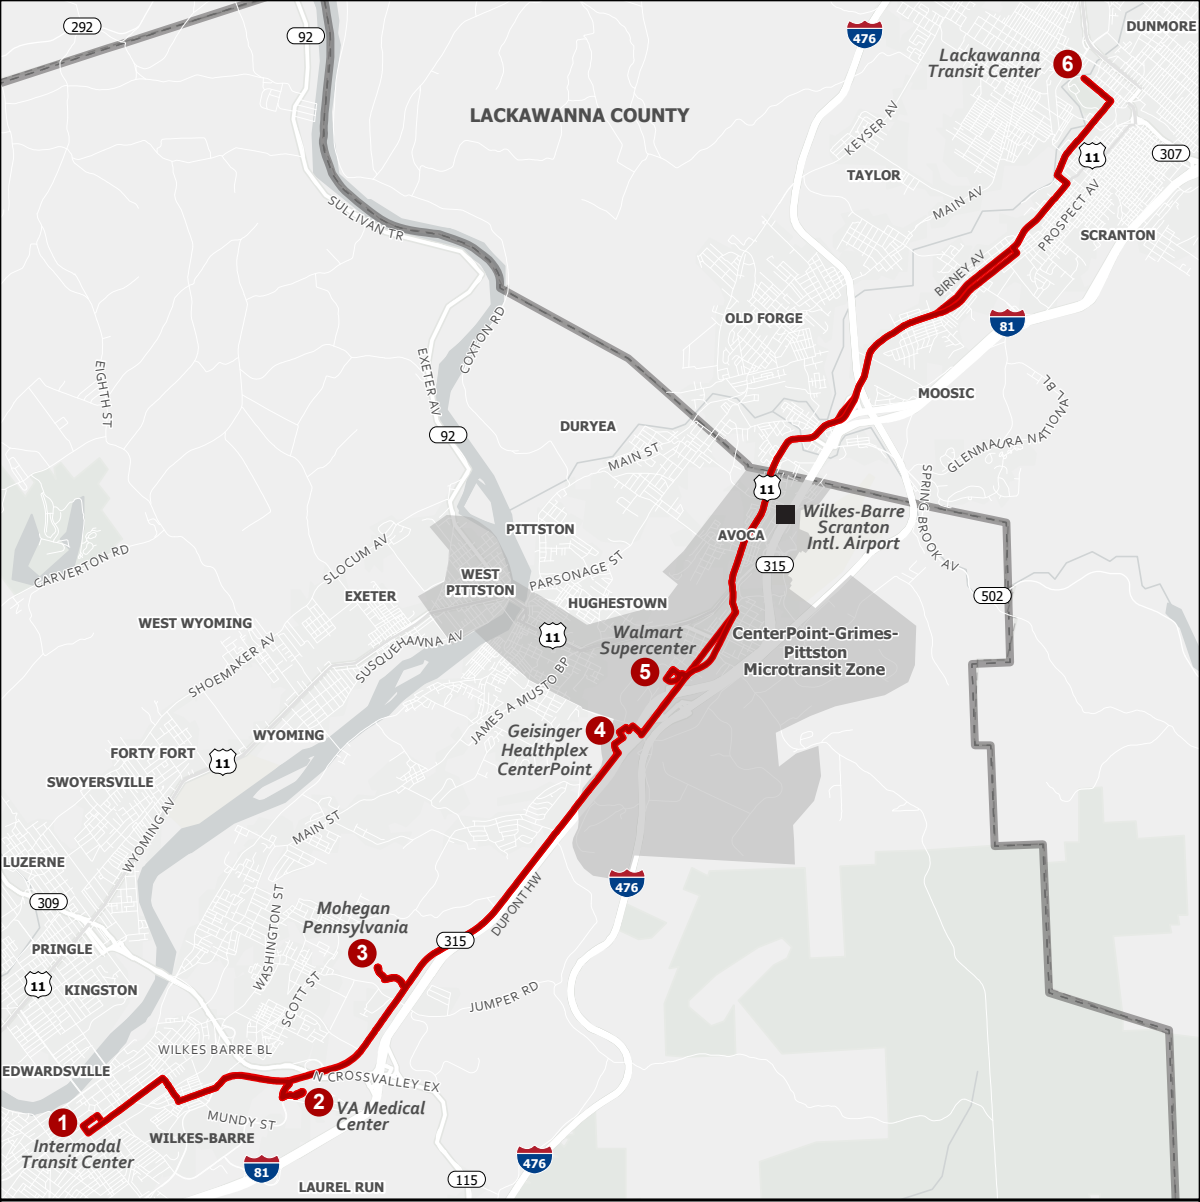 292
92
476
DUNMORE
Lackawanna
Transit Center
6
LACKAWANNA COUNTY
KEYSER AV
11
307
TAYLOR
MAIN AV
PROSPECT AV
SULLIVAN TR
SCRANTON
BIRNEY AV
OLD FORGE
81
COXTON RD
EXETER AV
EIGHTH ST
MOOSIC
GLENMAURA NATIONAL BL
92
DURYEA
MAIN ST
11
SPRING BROOK AV
Wilkes-Barre
Scranton
Intl. Airport
PITTSTON
AVOCA
CARVERTON RD
SLOCUM AV
315
WEST
PITTSTON
PARSONAGE ST
EXETER
HUGHESTOWN
502
WEST WYOMING
SUSQUEHANNA AV
11
Walmart
Supercenter
5
CenterPoint-Grimes-
Pittston
Microtransit Zone
SHOEMAKER AV
JAMES A MUSTO BP
WYOMING
Geisinger
Healthplex
CenterPoint
4
FORTY FORT
11
SWOYERSVILLE
WYOMING AV
MAIN ST
LUZERNE
476
309
WASHINGTON ST
Mohegan
Pennsylvania
3
DUPONT HW
315
PRINGLE
11
KINGSTON
SCOTT ST
JUMPER RD
WILKES BARRE BL
EDWARDSVILLE
N CROSSVALLEY EX
1
Intermodal
Transit Center
2
VA Medical
Center
MUNDY ST
WILKES-BARRE
81
476
115
LAUREL RUN